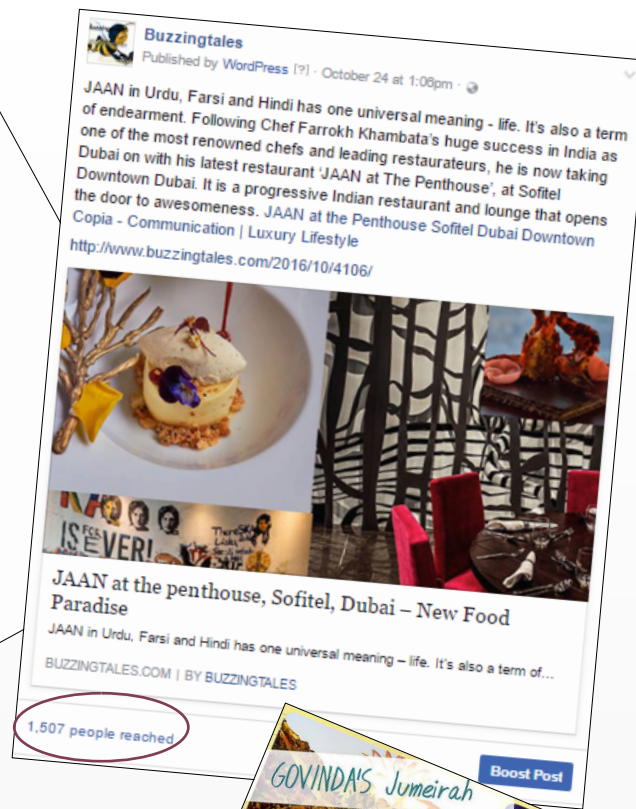 Buzzingtales
Published by WordPress [?] · October 24 at 1:06pm ·
JAAN in Urdu, Farsi and Hindi has one universal meaning - life. It's also a term
of endearment. Following Chef Farrokh Khambata's huge success in India as
one of the most renowned chefs and leading restaurateurs, he is now taking
Dubai on with his latest restaurant 'JAAN at The Penthouse', at Sofitel
Downtown Dubai. It is a progressive Indian restaurant and lounge that opens
the door to awesomeness. JAAN at the Penthouse Sofitel Dubai Downtown
Copia - Communication | Luxury Lifestyle
http://www.buzzingtales.com/2016/10/4106/
IS
EVER!
JAAN at the penthouse, Sofitel, Dubai – New Food
Paradise
JAAN in Urdu, Farsi and Hindi has one universal meaning – life. It's also a term of...
BUZZINGTALES.COM | BY BUZZINGTALES
1,507 people reached
Boost Post
GOVINDA'S Jumeirah